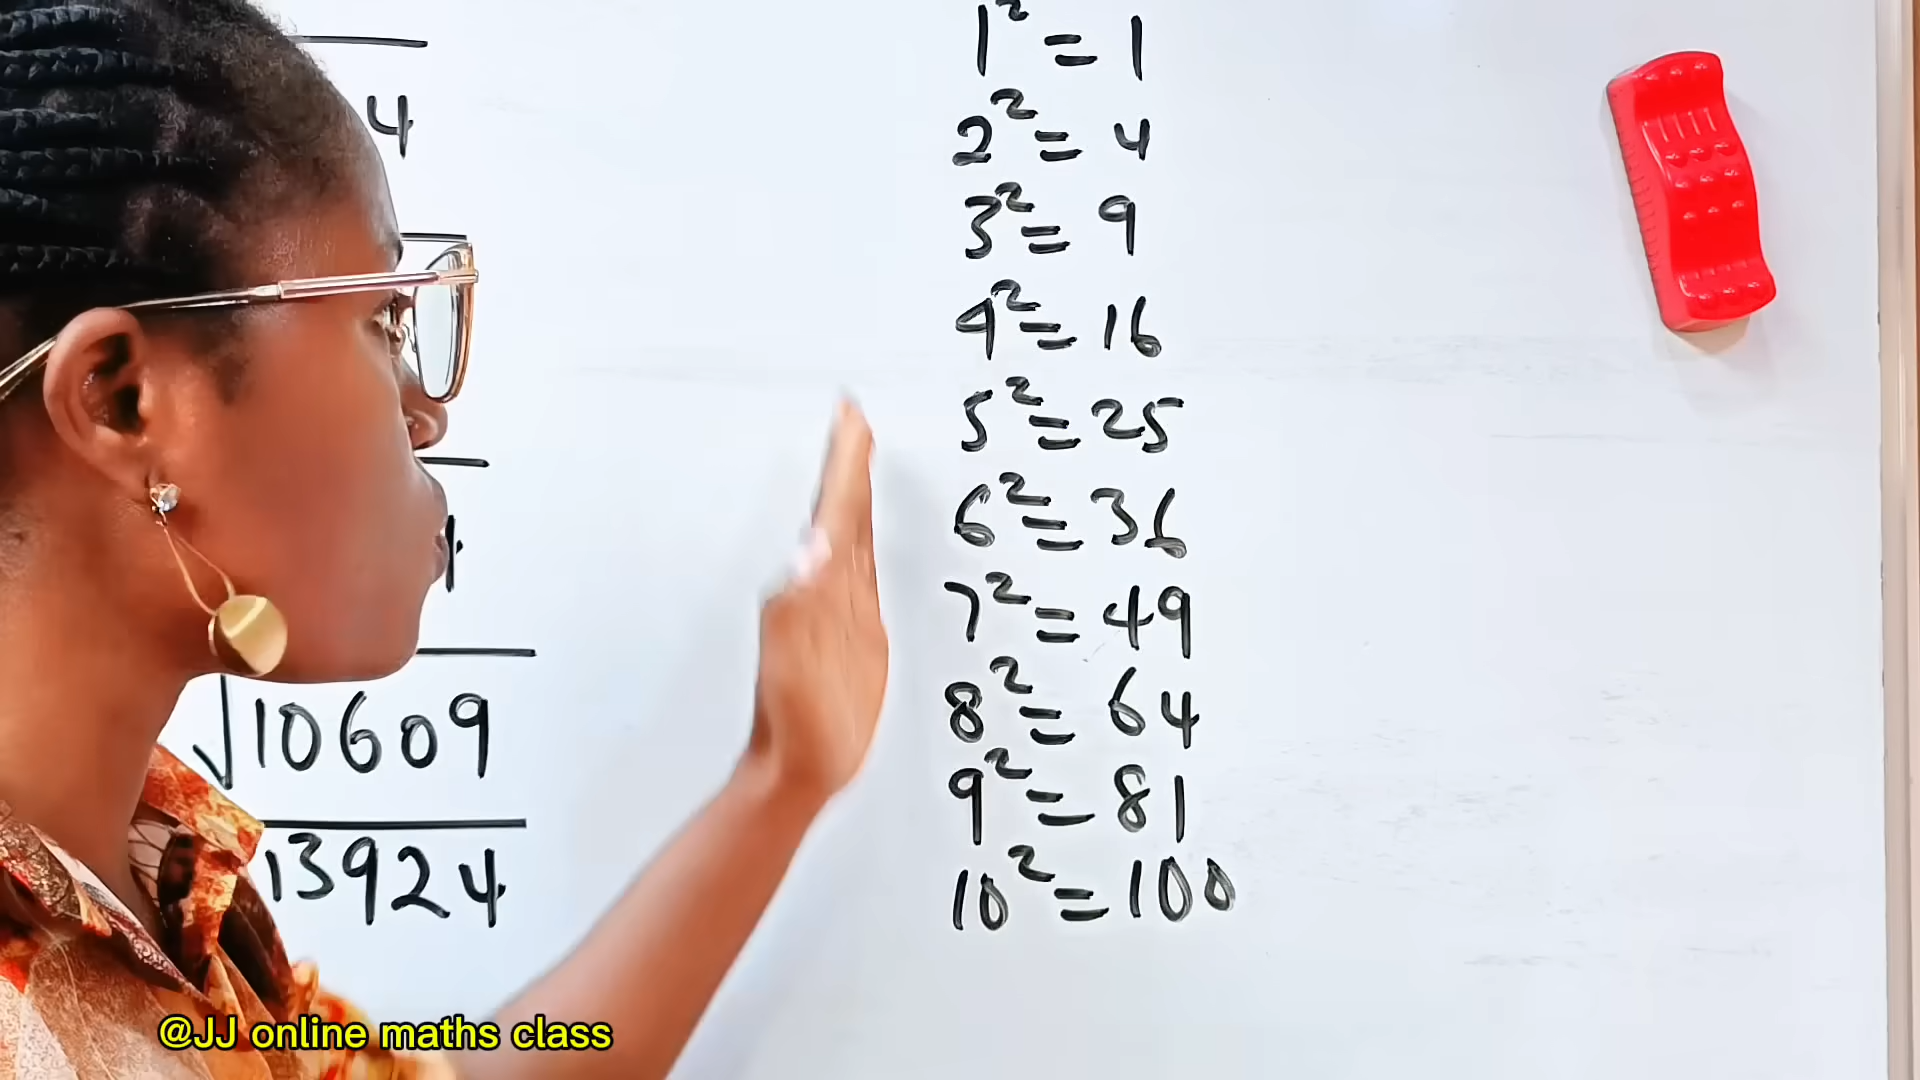 4
√10609
13924
1² = 1
2² = 4
3² = 9
4² = 16
5² = 25
6² = 36
7² = 49
8² = 64
9² = 81
10² = 100
@JJ online maths class